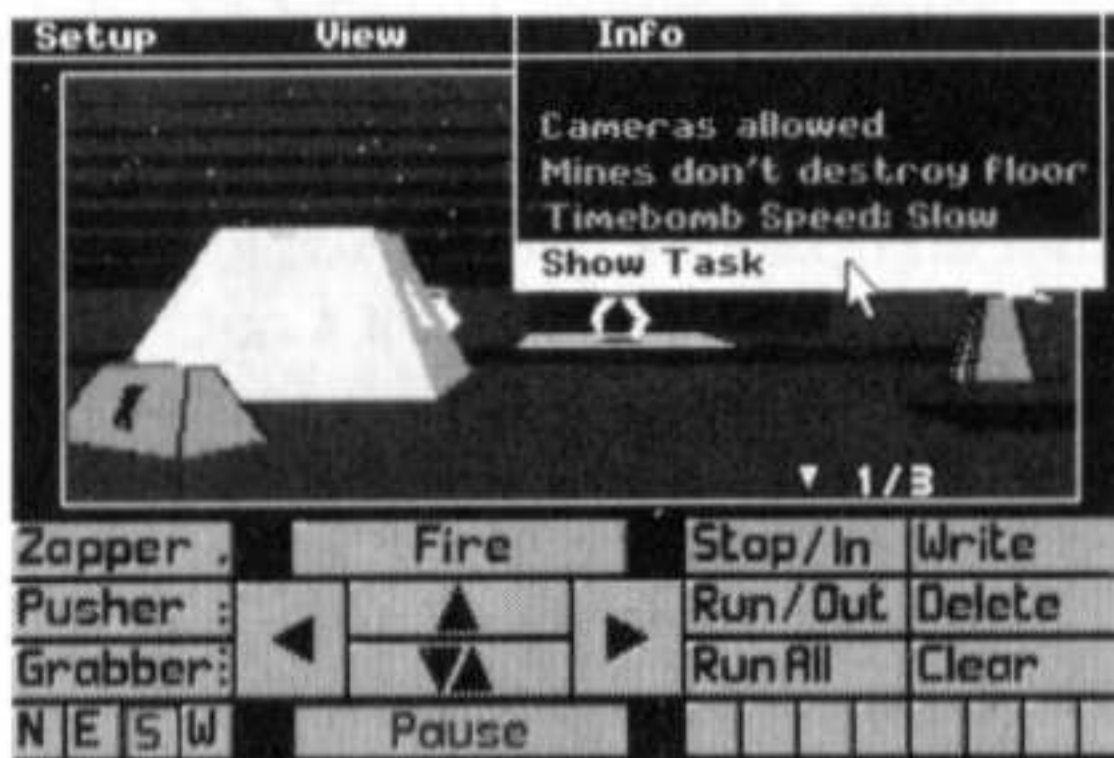 Setup View Info
Cameras allowed
Mines don't destroy floor
Timebomb Speed: Slow
Show Task
1/3
Zapper . Fire Stop/In Write
Pusher : Run/Out Delete
Grabber: Run All Clear
N E S W Pause